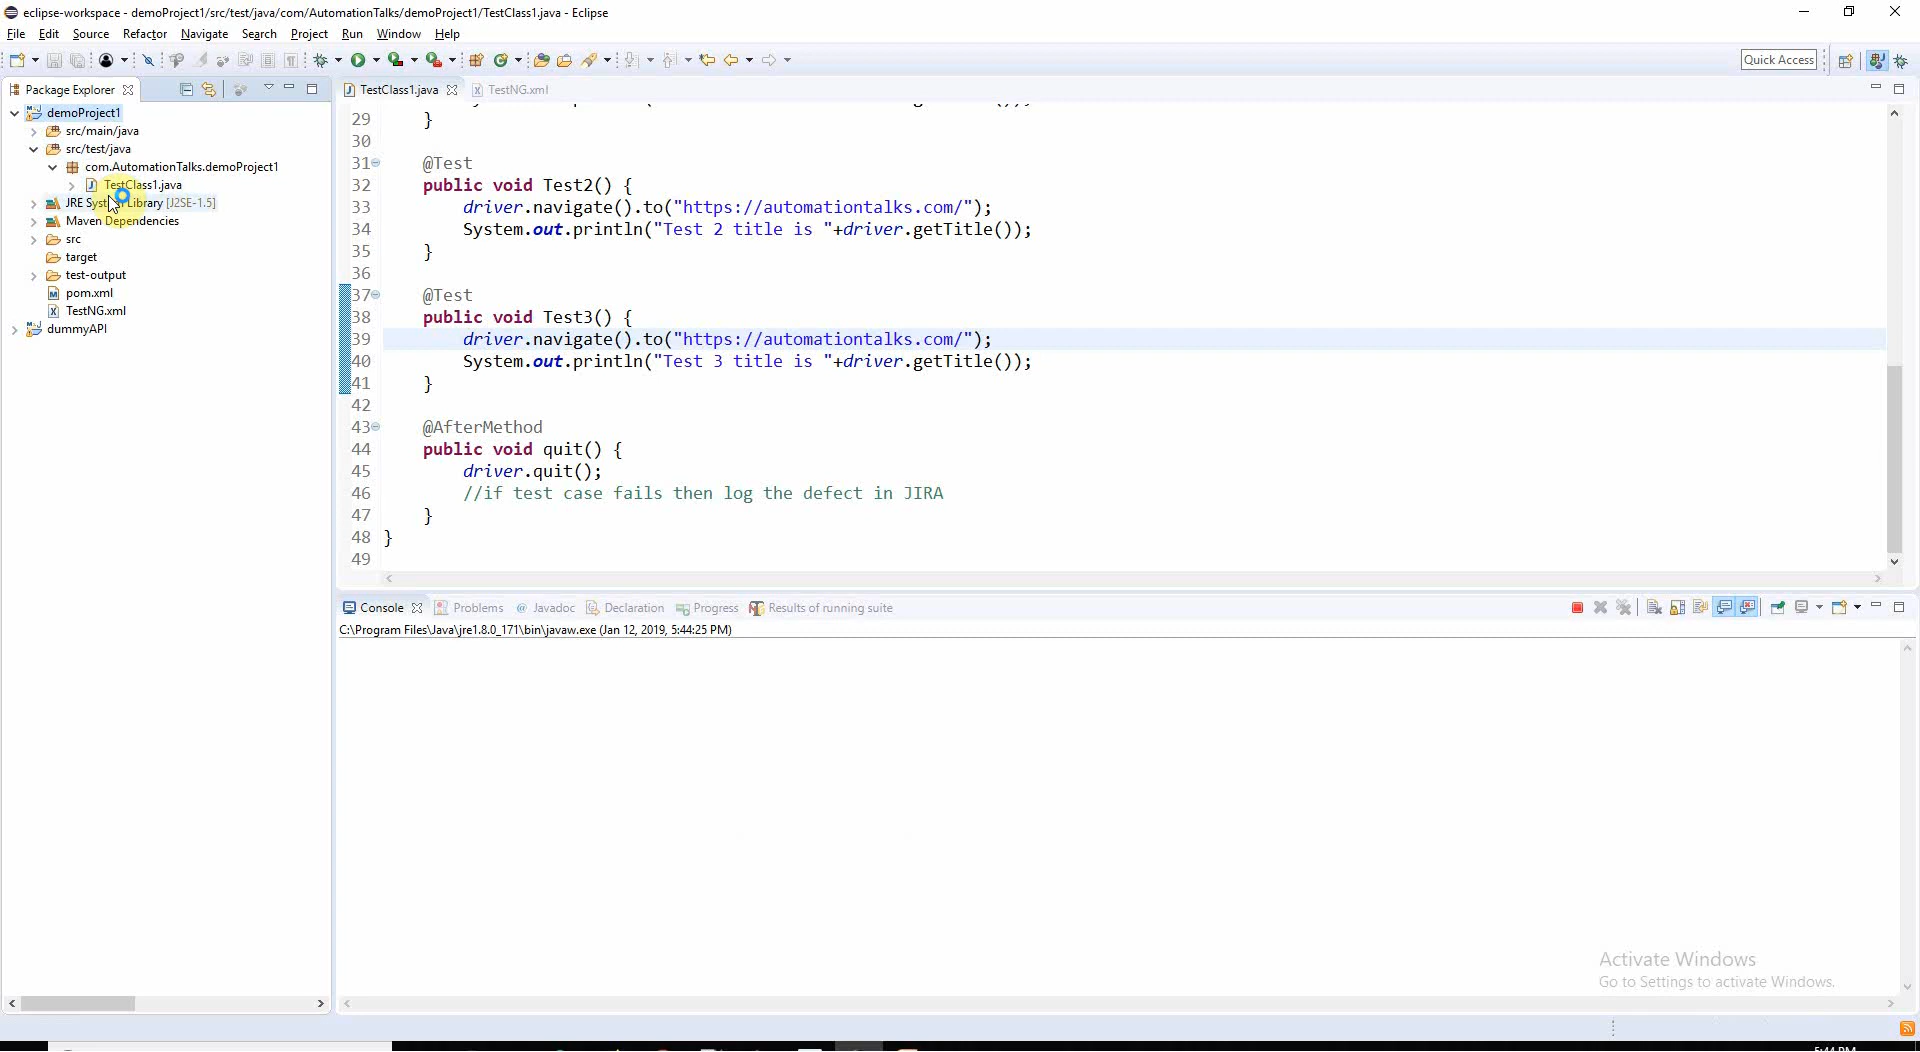 eclipse-workspace - demoProject1/src/test/java/com/AutomationTalks/demoProject1/TestClass1.java - Eclipse
File Edit Source Refactor Navigate Search Project Run Window Help
Quick Access
Package Explorer
demoProject1
src/main/java
src/test/java
com.AutomationTalks.demoProject1
TestClass1.java
JRE System Library [J2SE-1.5]
Maven Dependencies
src
target
test-output
pom.xml
TestNG.xml
dummyAPI
TestClass1.java TestNG.xml
29 }
30
31 @Test
32 public void Test2() {
33 driver.navigate().to("https://automationtalks.com/");
34 System.out.println("Test 2 title is "+driver.getTitle());
35 }
36
37 @Test
38 public void Test3() {
39 driver.navigate().to("https://automationtalks.com/");
40 System.out.println("Test 3 title is "+driver.getTitle());
41 }
42
43 @AfterMethod
44 public void quit() {
45 driver.quit();
46 //if test case fails then log the defect in JIRA
47 }
48 }
49
Console Problems @ Javadoc Declaration Progress Results of running suite
C:\Program Files\Java\jre1.8.0_171\bin\javaw.exe (Jan 12, 2019, 5:44:25 PM)
Activate Windows
Go to Settings to activate Windows.
5:44 PM